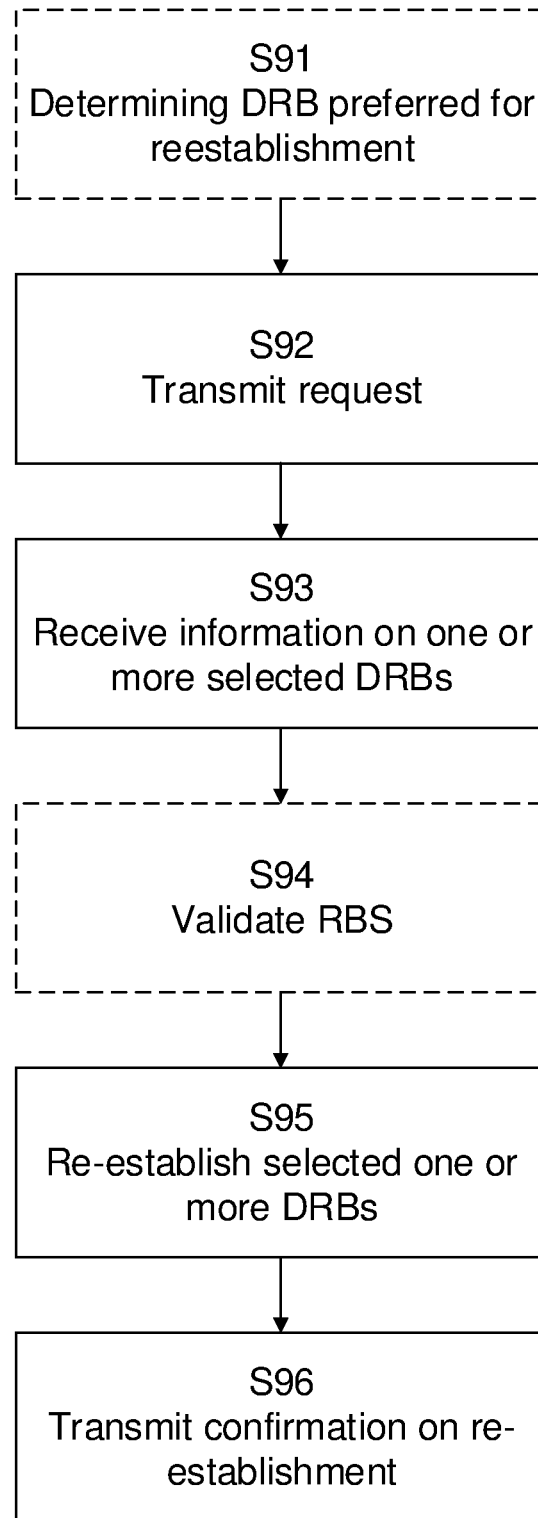 S91
Determining DRB preferred for
reestablishment
S92
Transmit request
S93
Receive information on one or
more selected DRBs
S94
Validate RBS
S95
Re-establish selected one or
more DRBs
S96
Transmit confirmation on re-
establishment